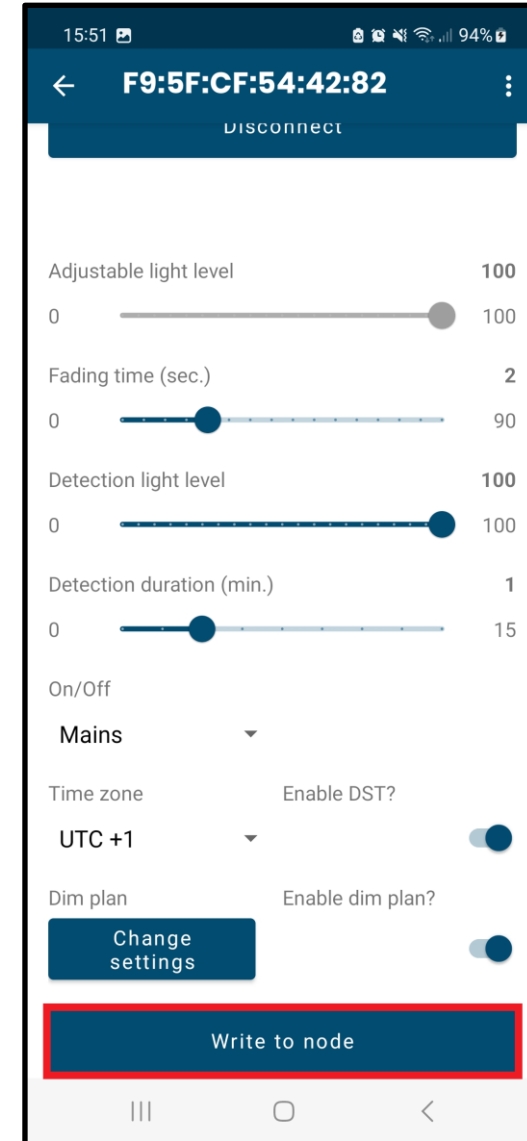 15:51 94%
F9:5F:CF:54:42:82
Disconnect
Adjustable light level 100
0 100
Fading time (sec.) 2
0 90
Detection light level 100
0 100
Detection duration (min.) 1
0 15
On/Off
Mains
Time zone Enable DST?
UTC +1
Dim plan Enable dim plan?
Change
settings
Write to node